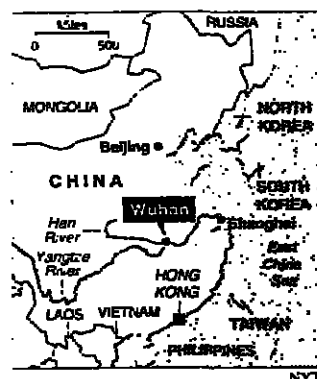 RUSSIA
Miles
0 500
MONGOLIA
NORTH
KOREA
Beijing
CHINA
SOUTH
KOREA
Wuhan
Shanghai
Han
River
Yangtze
River
East
China
Sea
HONG
KONG
TAIWAN
LAOS
VIETNAM
PHILIPPINES
NYT